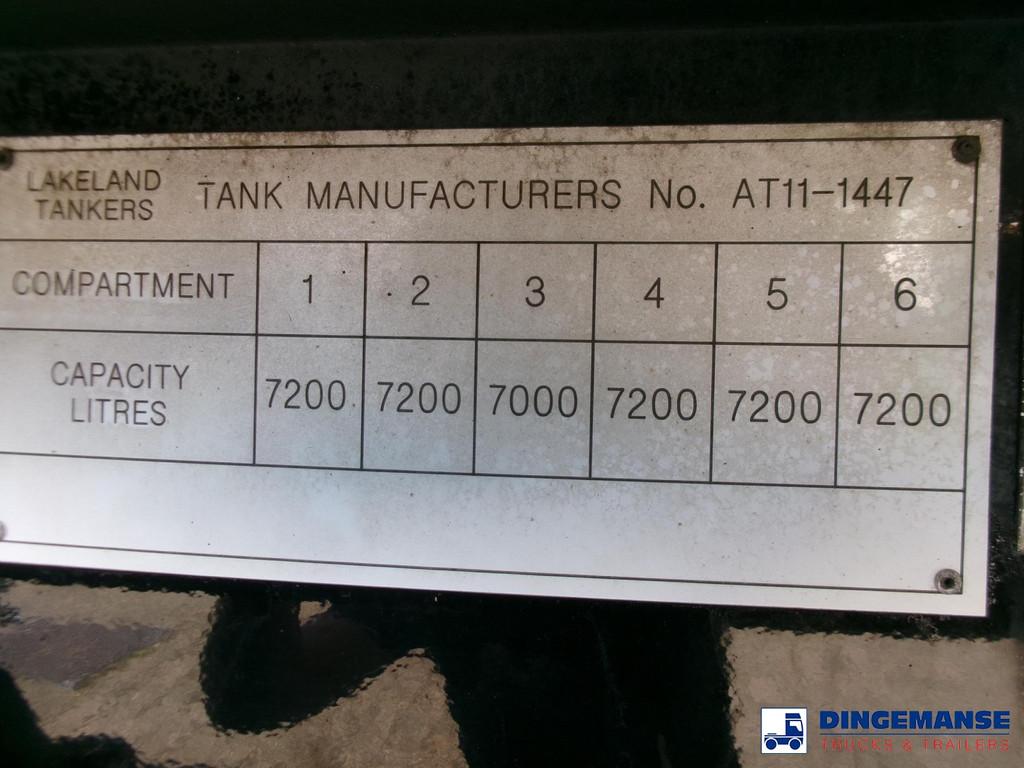 LAKELAND
TANKERS
TANK MANUFACTURERS No. AT11-1447
COMPARTMENT 1 2 3 4 5 6
CAPACITY
LITRES
7200 7200 7000 7200 7200 7200
DINGEMANSE
TRUCKS & TRAILERS